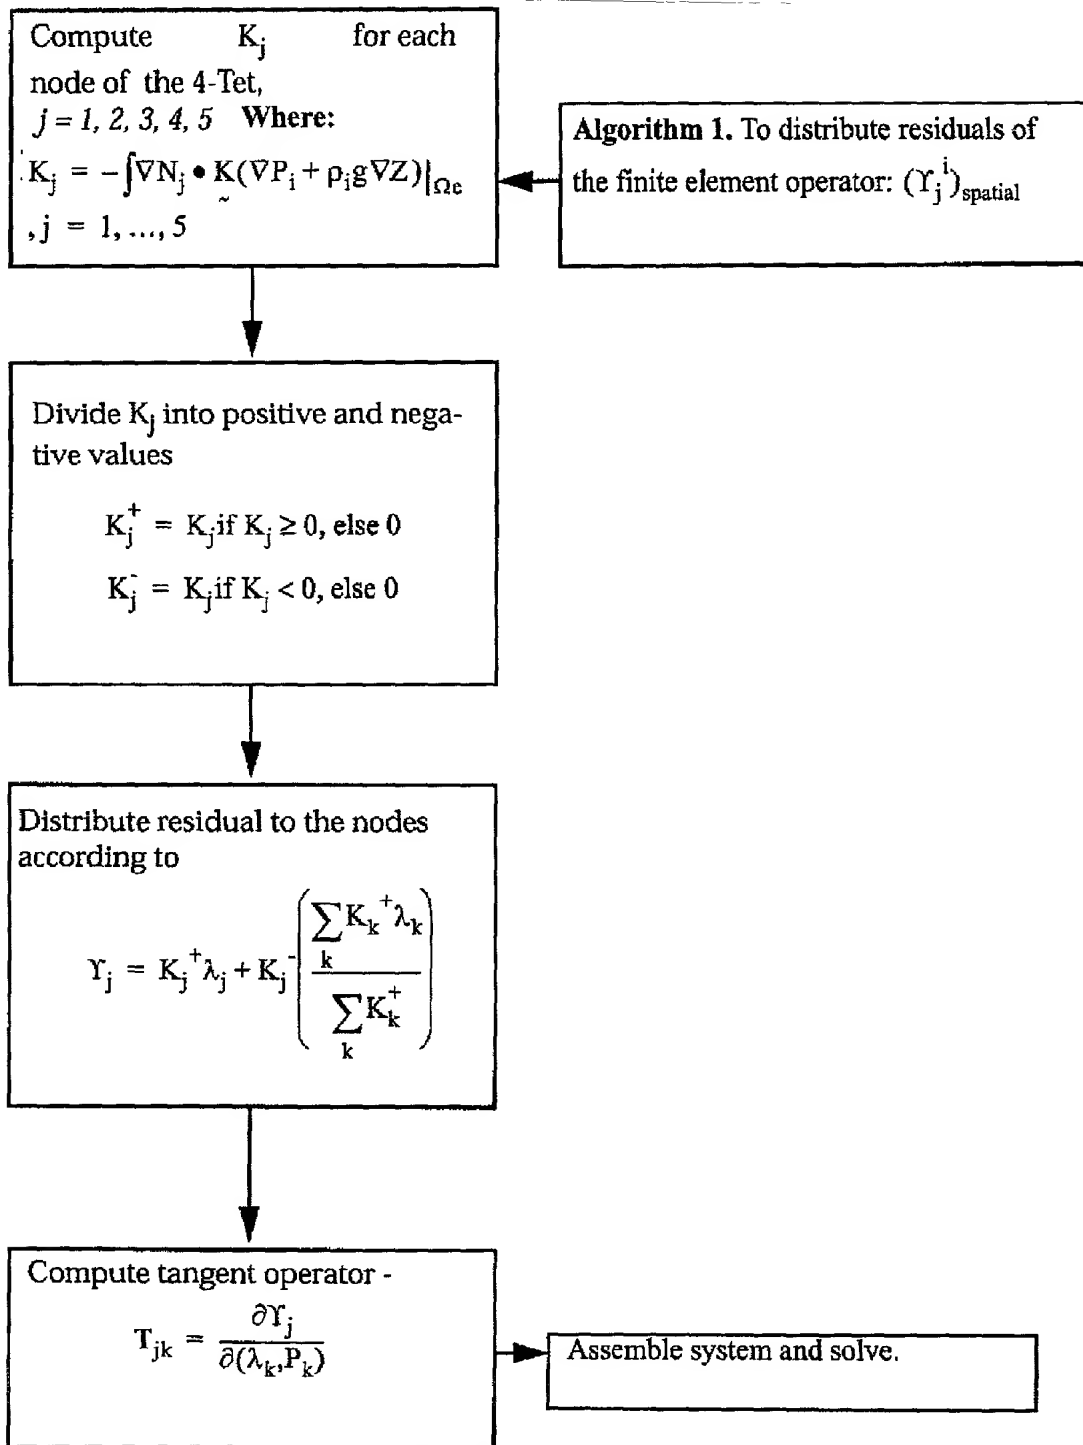 Compute K_j for each
node of the 4-Tet,
j = 1, 2, 3, 4, 5 Where:
K_j = -∫∇N_j • K̰(∇P_i + ρ_i g∇Z)|_Ωe
, j = 1, ..., 5
Algorithm 1. To distribute residuals of
the finite element operator: (ϒ_j^i)_spatial
Divide K_j into positive and nega-
tive values
K_j^+ = K_j if K_j ≥ 0, else 0
K_j^- = K_j if K_j < 0, else 0
Distribute residual to the nodes
according to
ϒ_j = K_j^+ λ_j + K_j^- ( ∑_k K_k^+ λ_k / ∑_k K_k^+ )
Compute tangent operator -
T_jk = ∂ϒ_j / ∂(λ_k, P_k)
Assemble system and solve.